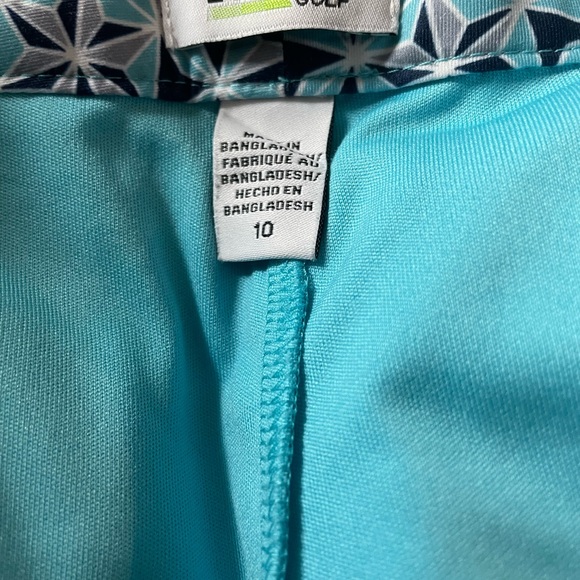 GOLF
FABRIQUÉ AU
BANGLADESH/
HECHO EN
BANGLADESH
10